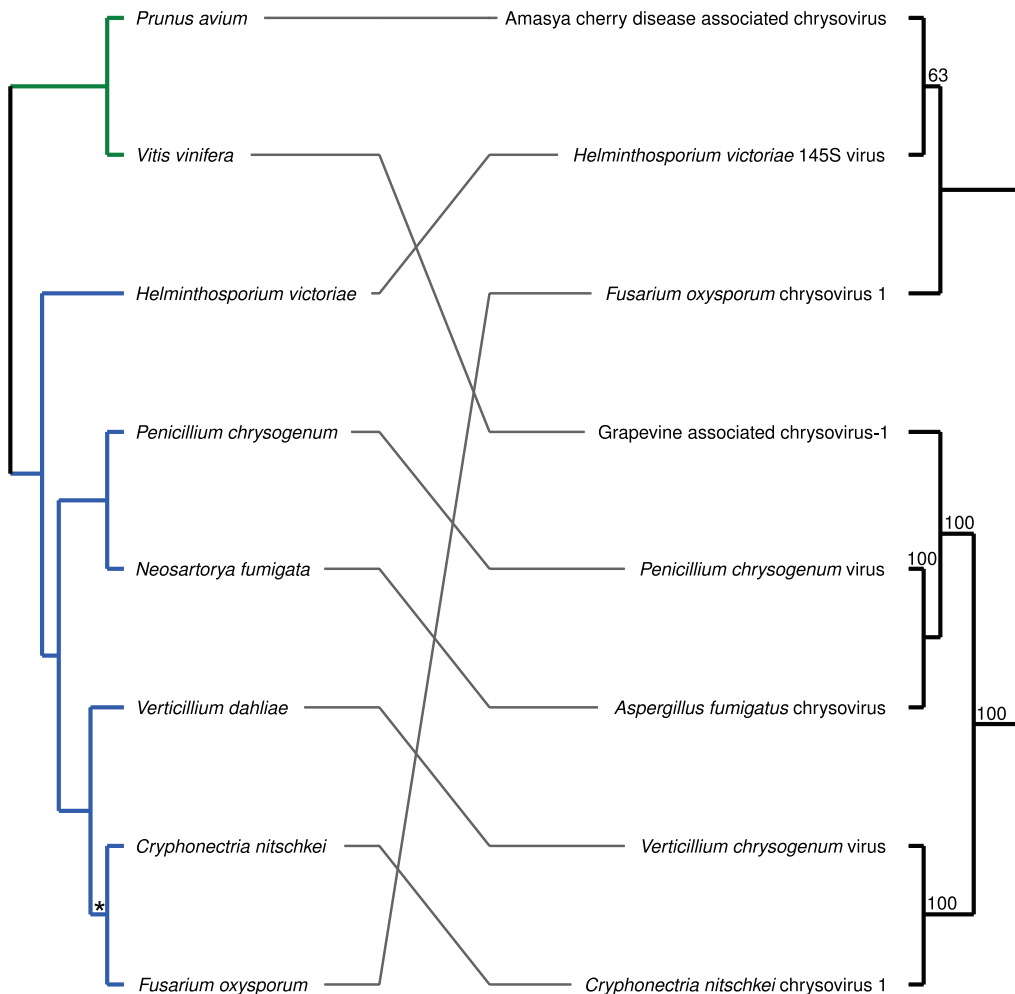 Prunus avium
Amasya cherry disease associated chrysovirus
63
Vitis vinifera
Helminthosporium victoriae 145S virus
Helminthosporium victoriae
Fusarium oxysporum chrysovirus 1
Penicillium chrysogenum
Grapevine associated chrysovirus-1
100
100
Neosartorya fumigata
Penicillium chrysogenum virus
Verticillium dahliae
Aspergillus fumigatus chrysovirus
100
Cryphonectria nitschkei
Verticillium chrysogenum virus
*
100
Fusarium oxysporum
Cryphonectria nitschkei chrysovirus 1